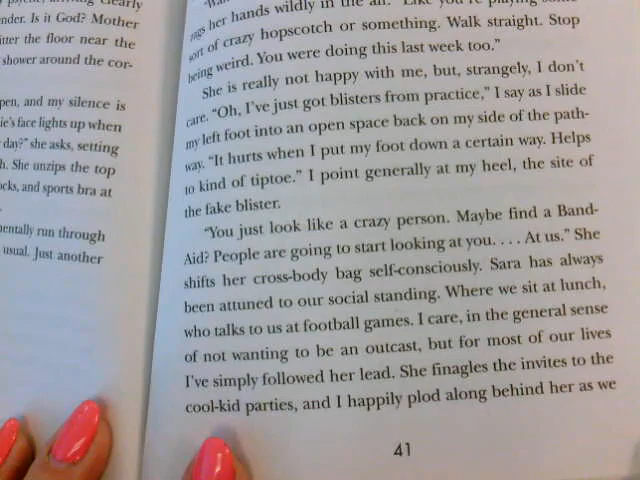 arriving clearly
nder. Is it God? Mother
itter the floor near the
shower around the cor-
pen, and my silence is
ie's face lights up when
day?" she asks, setting
h. She unzips the top
ocks, and sports bra at
mentally run through
usual. Just another
her hands wildly in the air. "Like you're playing some
sort of crazy hopscotch or something. Walk straight. Stop
being weird. You were doing this last week too."
She is really not happy with me, but, strangely, I don't
care. "Oh, I've just got blisters from practice," I say as I slide
my left foot into an open space back on my side of the path-
way. "It hurts when I put my foot down a certain way. Helps
to kind of tiptoe." I point generally at my heel, the site of
the fake blister.
"You just look like a crazy person. Maybe find a Band-
Aid? People are going to start looking at you. . . . At us." She
shifts her cross-body bag self-consciously. Sara has always
been attuned to our social standing. Where we sit at lunch,
who talks to us at football games. I care, in the general sense
of not wanting to be an outcast, but for most of our lives
I've simply followed her lead. She finagles the invites to the
cool-kid parties, and I happily plod along behind her as we
41